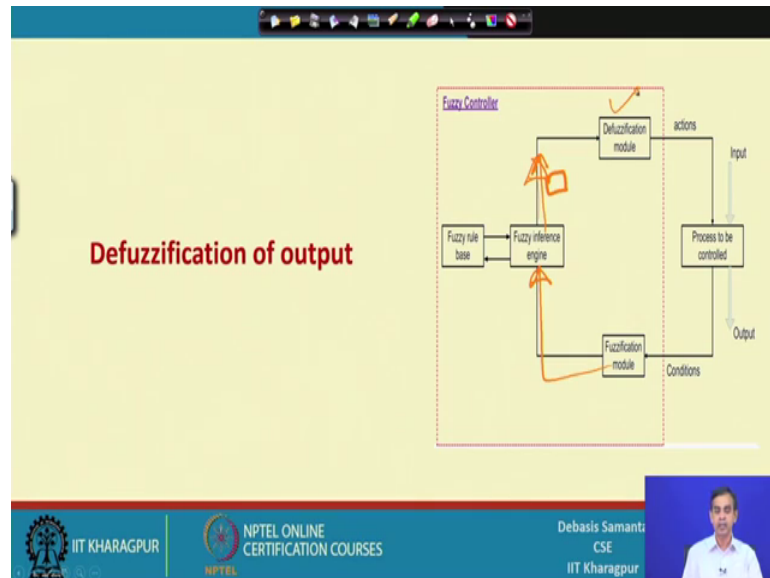 Defuzzification of output
Fuzzy Controller
Defuzzification
module
actions
Input
Fuzzy rule
base
Fuzzy inference
engine
Process to be
controlled
Output
Fuzzification
module
Conditions
IIT KHARAGPUR
NPTEL
NPTEL ONLINE
CERTIFICATION COURSES
Debasis Samanta
CSE
IIT Kharagpur